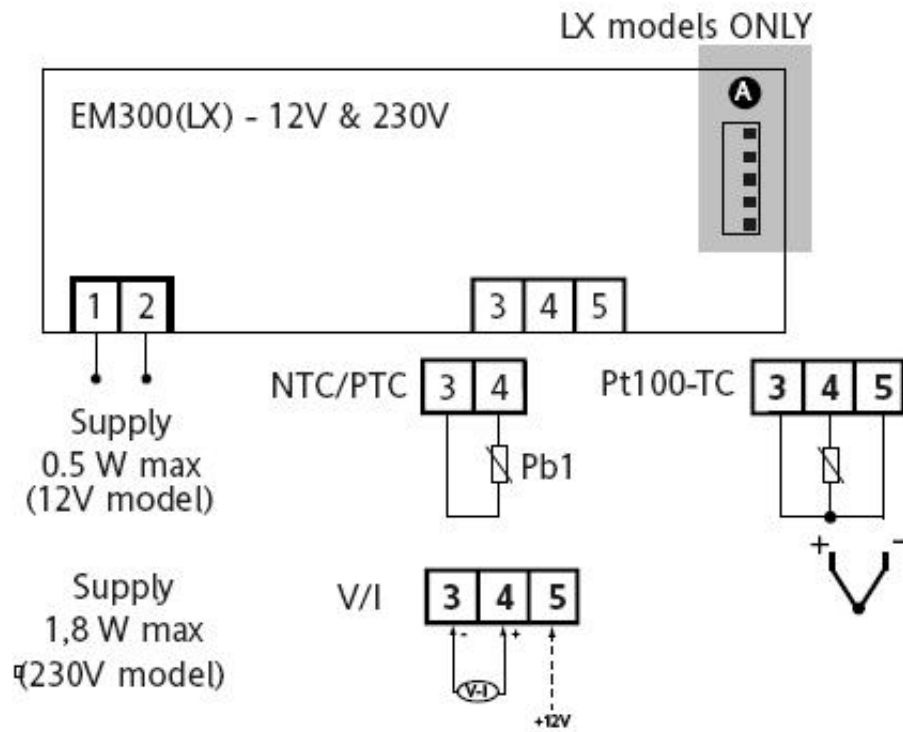 LX models ONLY
A
EM300(LX) - 12V & 230V
1 2
3 4 5
NTC/PTC 3 4
Pb1
Pt100-TC 3 4 5
+ -
Supply
0.5 W max
(12V model)
Supply
1,8 W max
(230V model)
V/I 3 4 5
- +
V-I
+12V